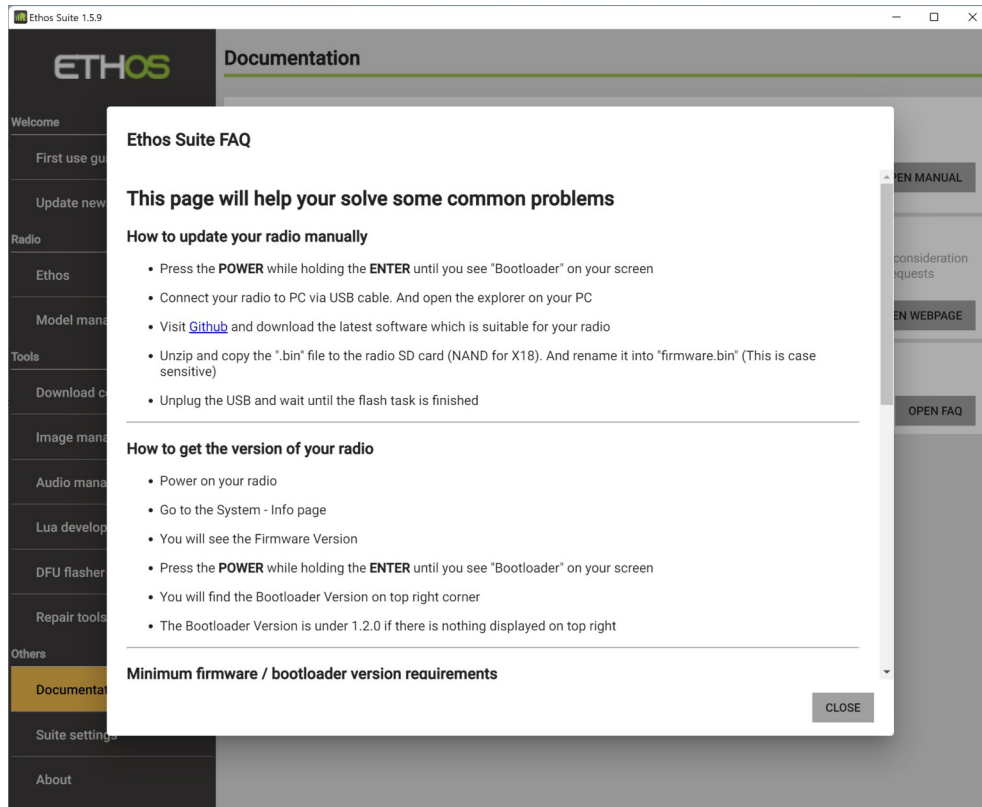 Ethos Suite 1.5.9
ETHOS
Documentation
Welcome
First use gui
Update new
Radio
Ethos
Model mana
Tools
Download c
Image mana
Audio mana
Lua develop
DFU flasher
Repair tools
Others
Documentat
Suite settings
About
PEN MANUAL
consideration
equests
EN WEBPAGE
OPEN FAQ
Ethos Suite FAQ
This page will help your solve some common problems
How to update your radio manually
• Press the POWER while holding the ENTER until you see "Bootloader" on your screen
• Connect your radio to PC via USB cable. And open the explorer on your PC
• Visit Github and download the latest software which is suitable for your radio
• Unzip and copy the ".bin" file to the radio SD card (NAND for X18). And rename it into "firmware.bin" (This is case
sensitive)
• Unplug the USB and wait until the flash task is finished
How to get the version of your radio
• Power on your radio
• Go to the System - Info page
• You will see the Firmware Version
• Press the POWER while holding the ENTER until you see "Bootloader" on your screen
• You will find the Bootloader Version on top right corner
• The Bootloader Version is under 1.2.0 if there is nothing displayed on top right
Minimum firmware / bootloader version requirements
CLOSE